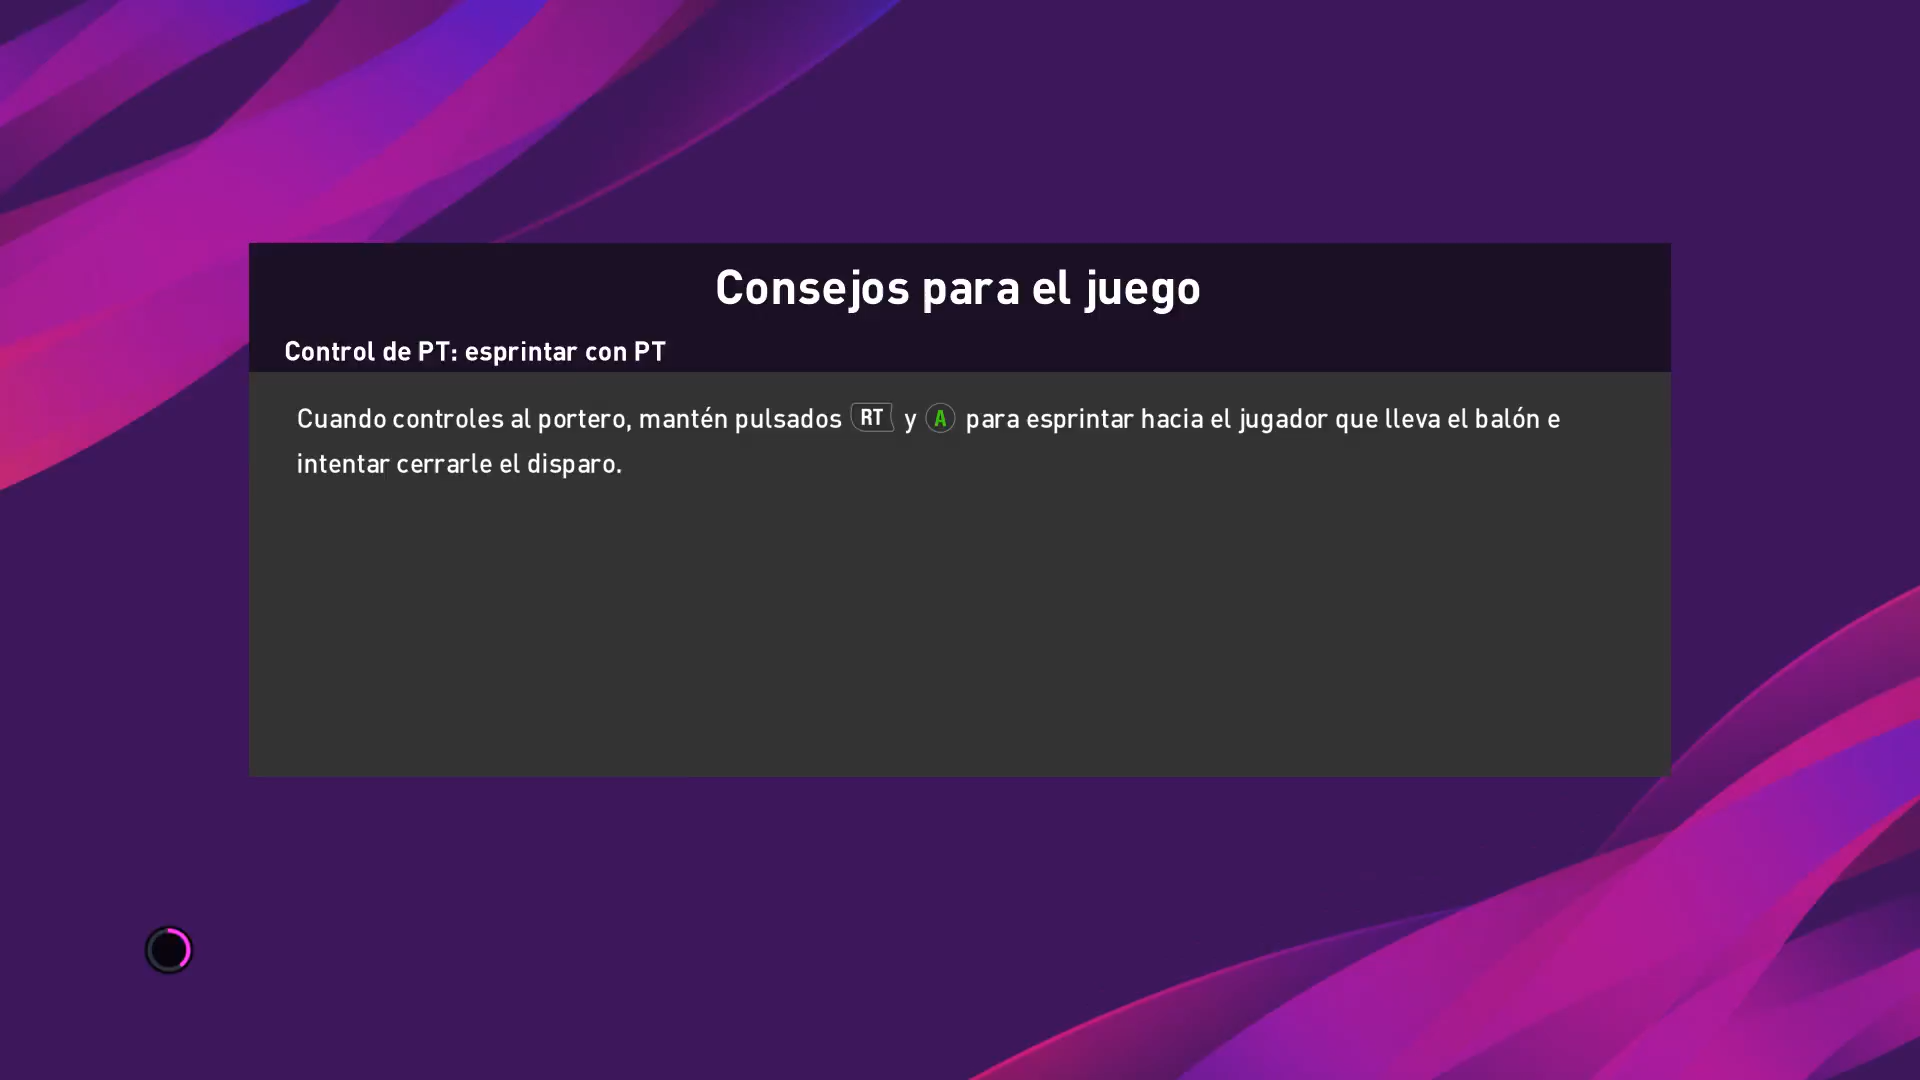 Consejos para el juego
Control de PT: esprintar con PT
Cuando controles al portero, mantén pulsados RT y A para esprintar hacia el jugador que lleva el balón e
intentar cerrarle el disparo.